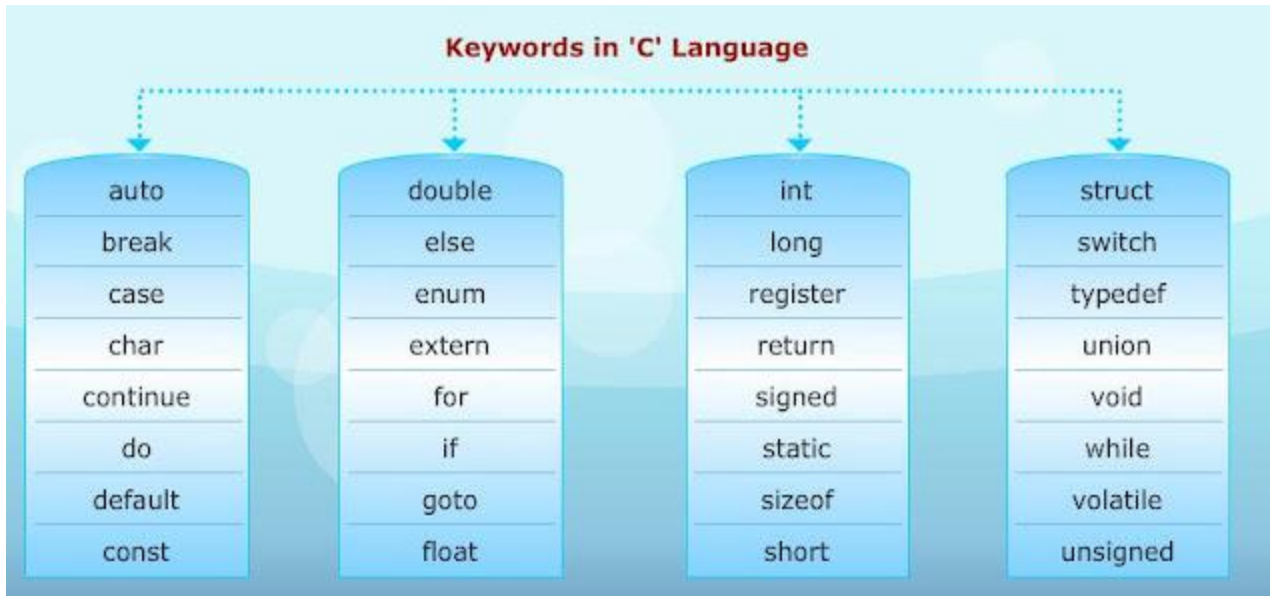 Keywords in 'C' Language
auto
break
case
char
continue
do
default
const
double
else
enum
extern
for
if
goto
float
int
long
register
return
signed
static
sizeof
short
struct
switch
typedef
union
void
while
volatile
unsigned